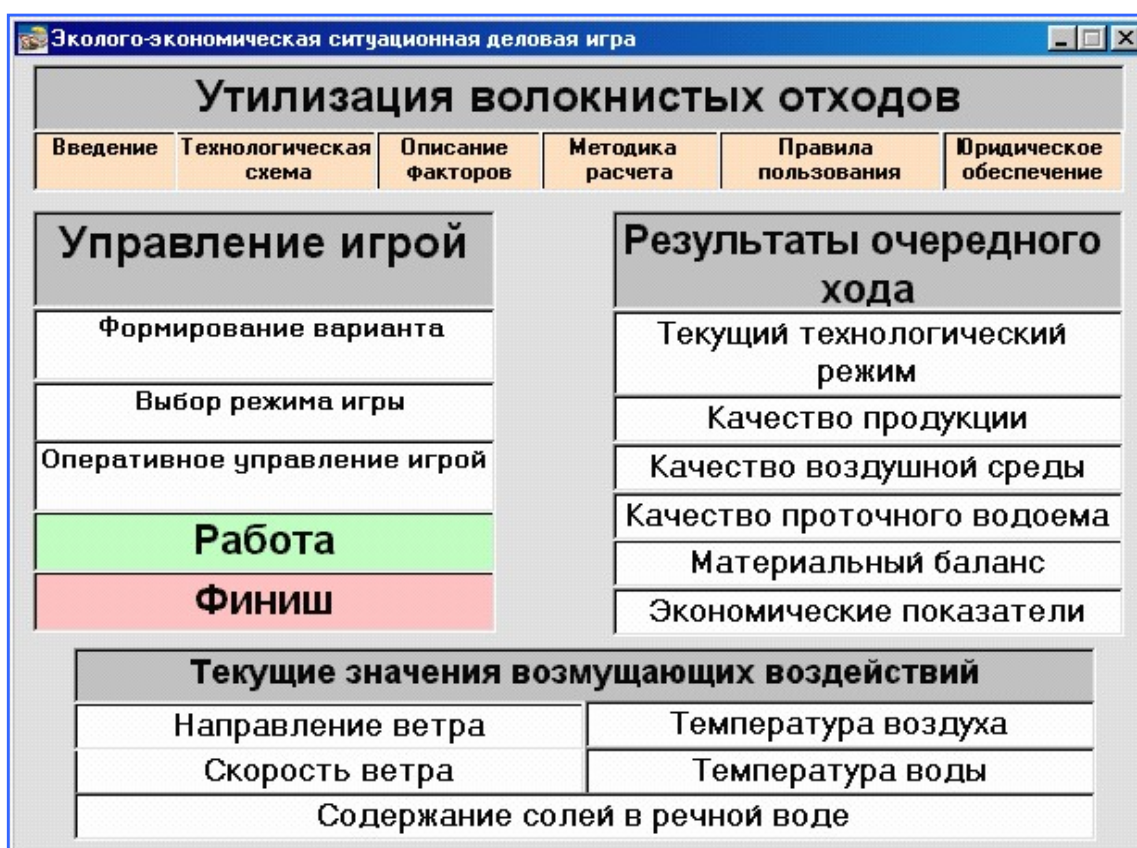 Эколого-экономическая ситуационная деловая игра
Утилизация волокнистых отходов
Введение
Технологическая
схема
Описание
факторов
Методика
расчета
Правила
пользования
Юридическое
обеспечение
Управление игрой
Формирование варианта
Выбор режима игры
Оперативное управление игрой
Работа
Финиш
Результаты очередного
хода
Текущий технологический
режим
Качество продукции
Качество воздушной среды
Качество проточного водоема
Материальный баланс
Экономические показатели
Текущие значения возмущающих воздействий
Направление ветра
Температура воздуха
Скорость ветра
Температура воды
Содержание солей в речной воде